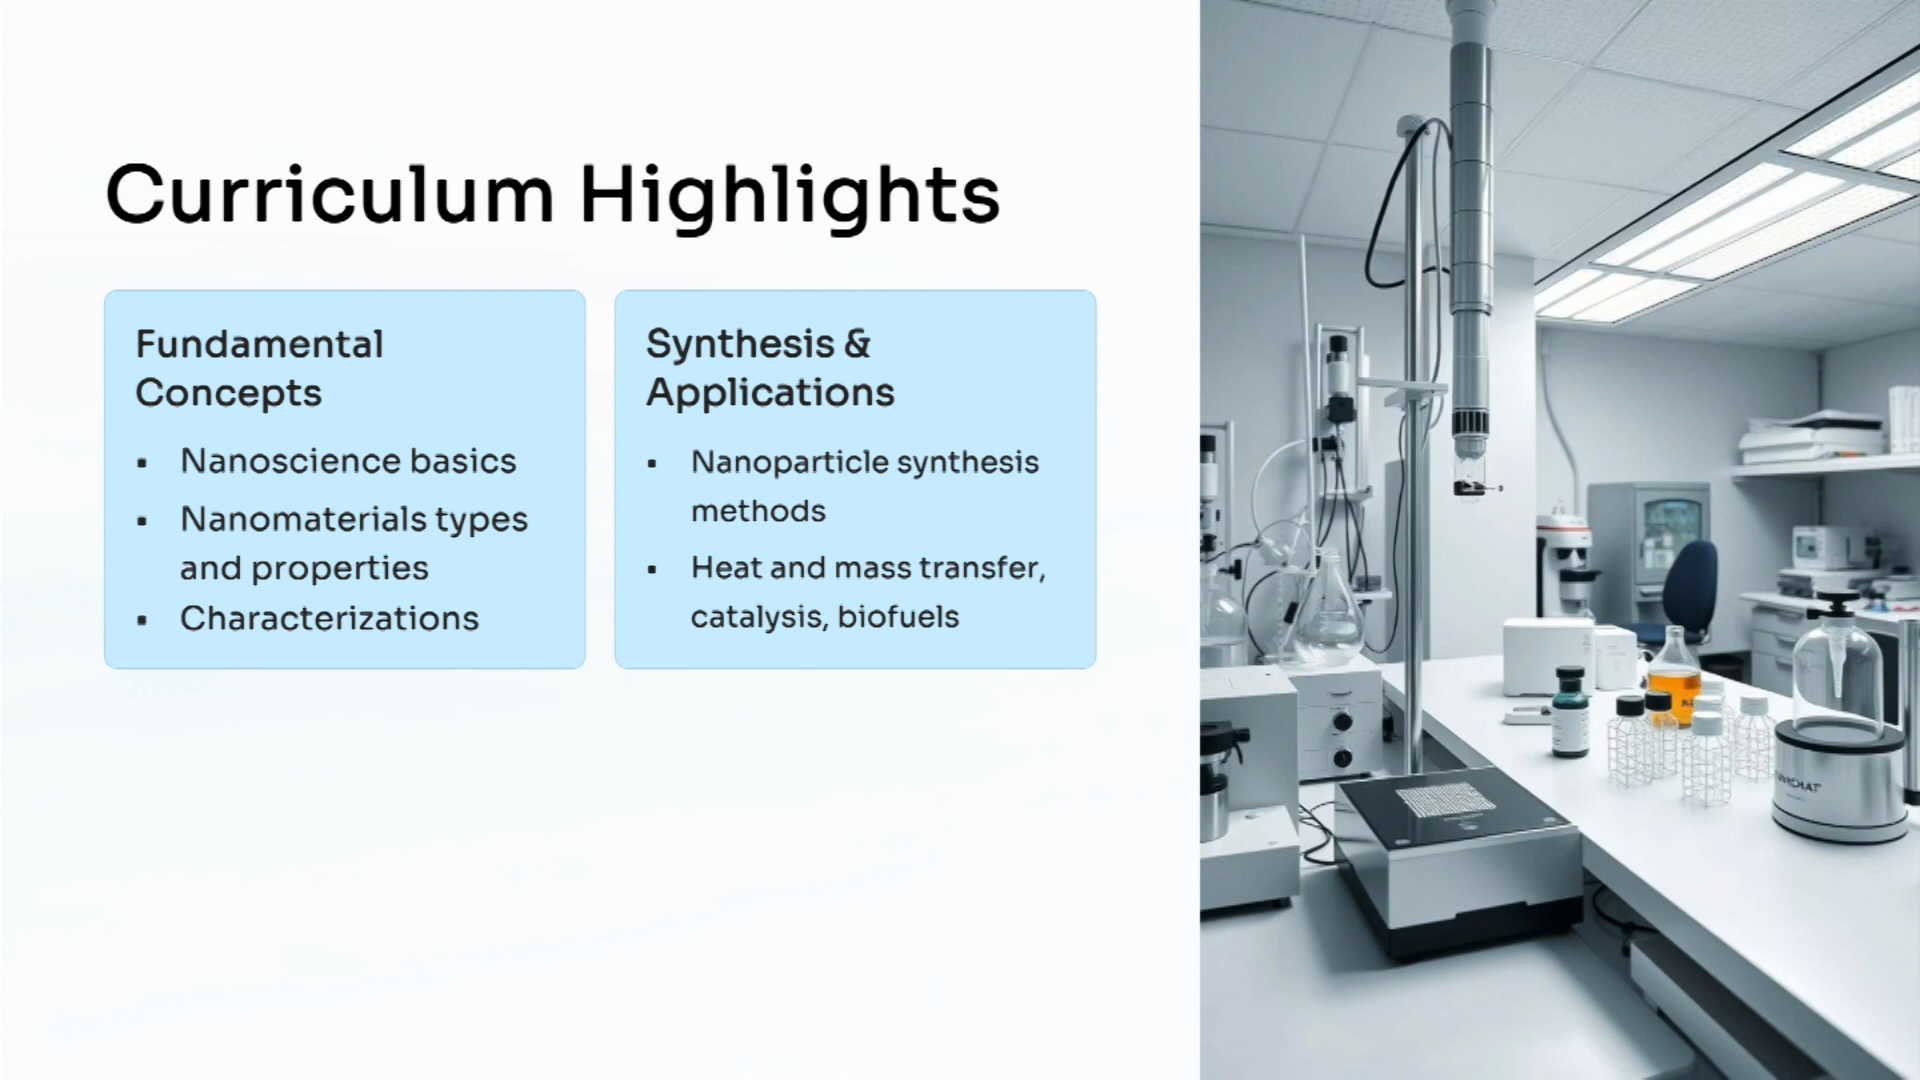 Curriculum Highlights
Fundamental
Concepts
▪ Nanoscience basics
▪ Nanomaterials types
and properties
▪ Characterizations
Synthesis &
Applications
▪ Nanoparticle synthesis
methods
▪ Heat and mass transfer,
catalysis, biofuels